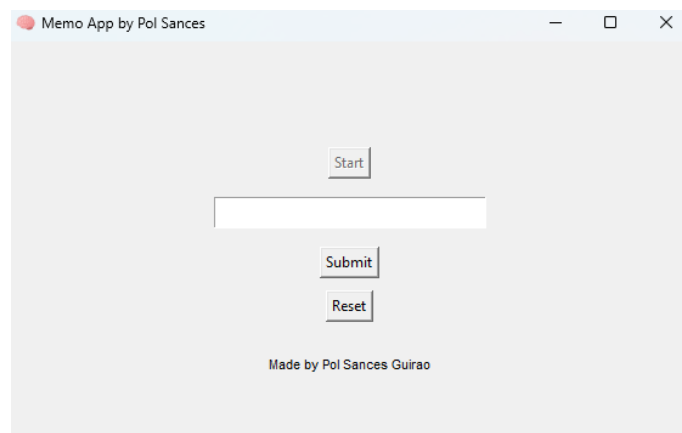 Memo App by Pol Sances
Start
Submit
Reset
Made by Pol Sances Guirao